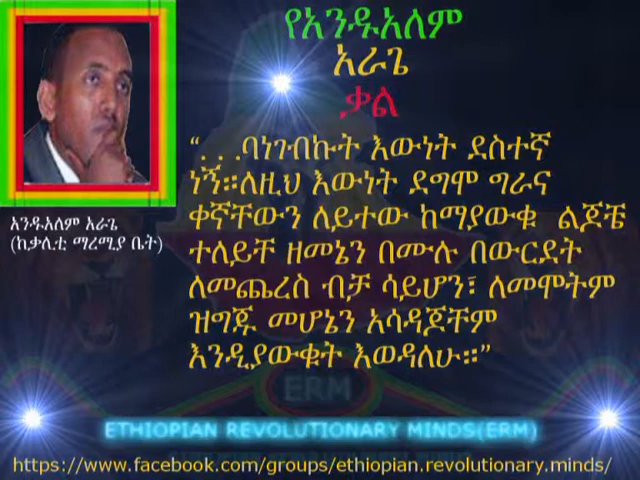 የአንዱአለም
አራጌ
ቃል
“. . .ባነገብኩት እውነት ደስተኛ
ነኝ።ለዚህ እውነት ደግሞ ግራና
ቀኛቸውን ለይተው ከማያውቁ ልጆቼ
ተለይቸ ዘመኔን በሙሉ በውርደት
ለመጨረስ ብቻ ሳይሆን፣ ለመሞትም
ዝግጁ መሆኔን አሳዳጆቸም
እንዲያውቁት እወዳለሁ።”
አንዱአለም አራጌ
(ከቃሊቲ ማረሚያ ቤት)
ERM
ETHIOPIAN REVOLUTIONARY MINDS(ERM)
https://www.facebook.com/groups/ethiopian.revolutionary.minds/